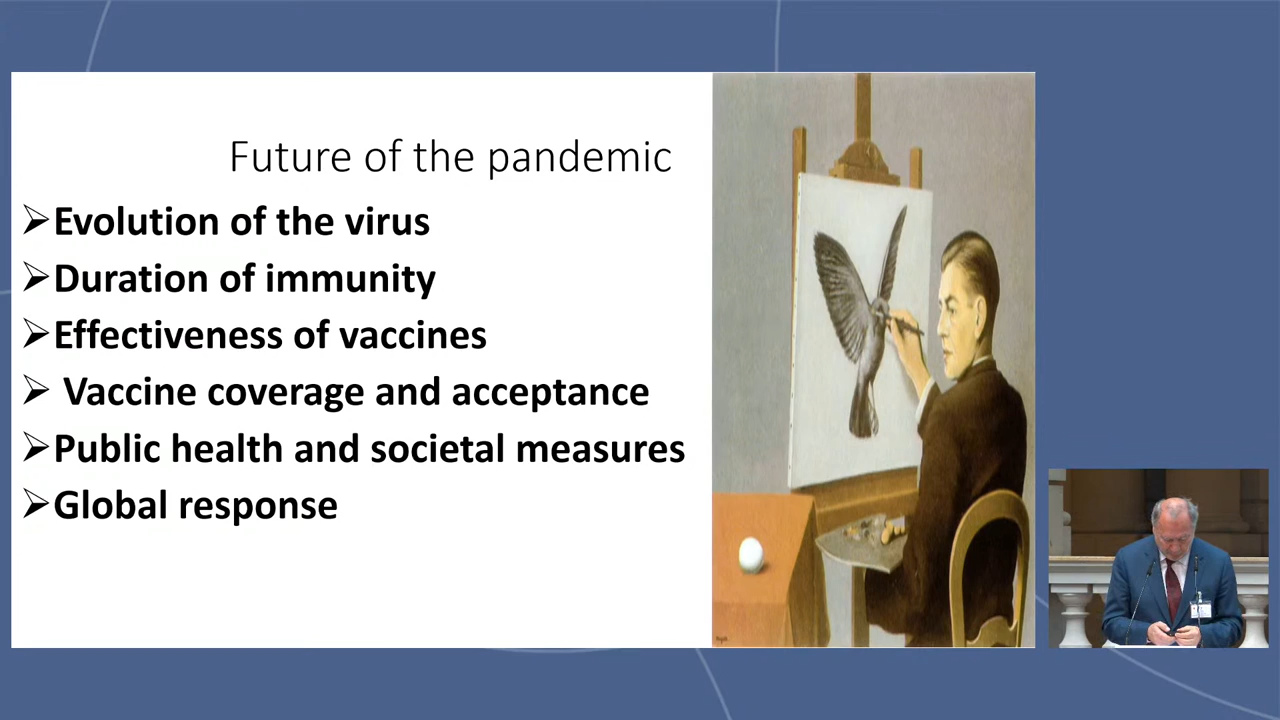 Future of the pandemic
➢Evolution of the virus
➢Duration of immunity
➢Effectiveness of vaccines
➢ Vaccine coverage and acceptance
➢Public health and societal measures
➢Global response